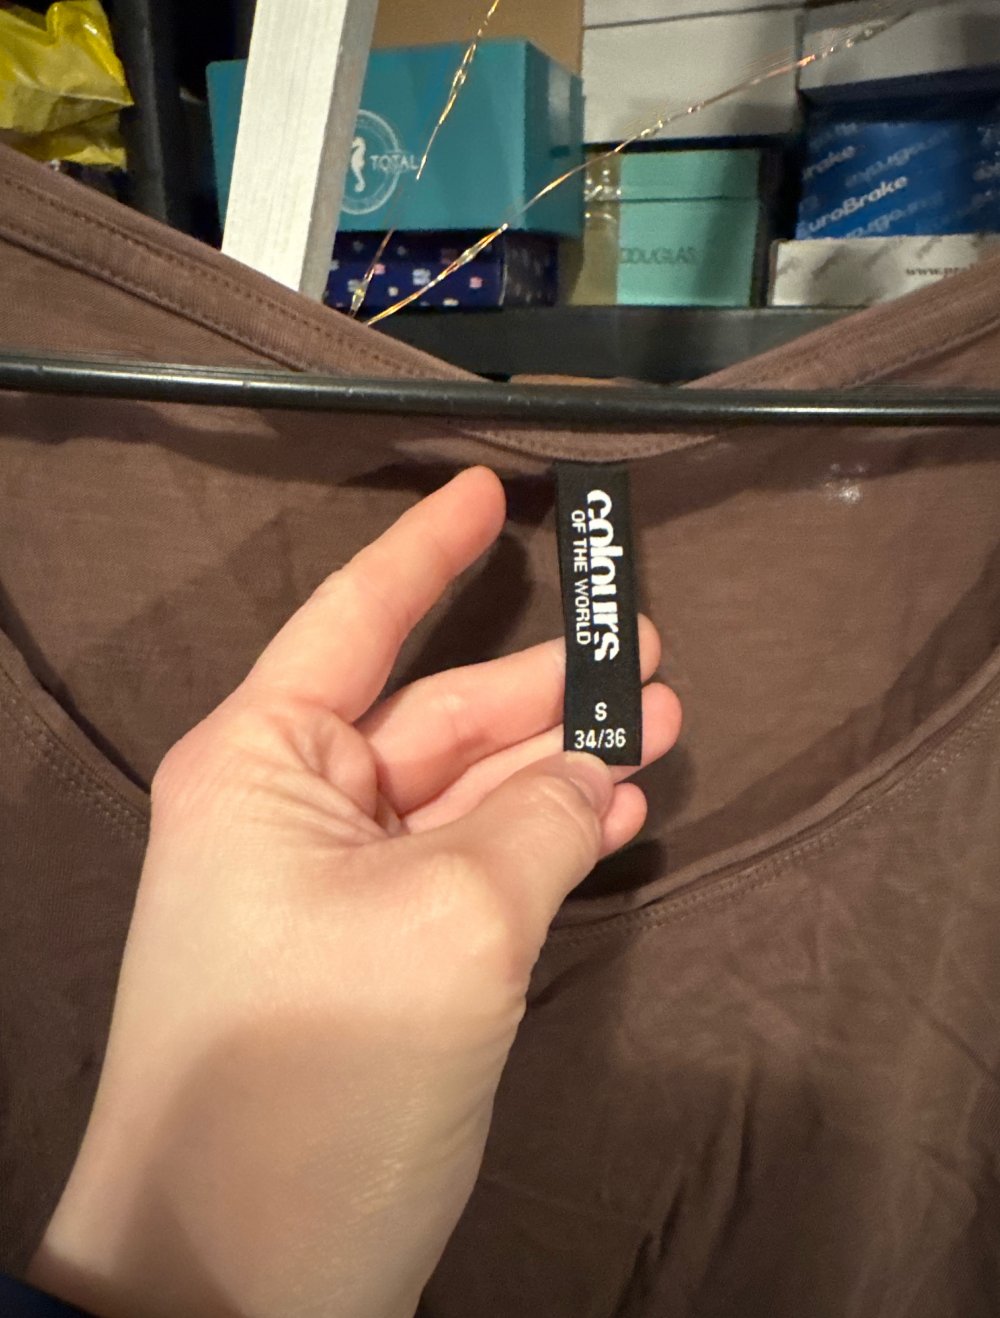 TOTAL
DOUGLAS
EuroBrake
colours
OF THE WORLD
S
34/36